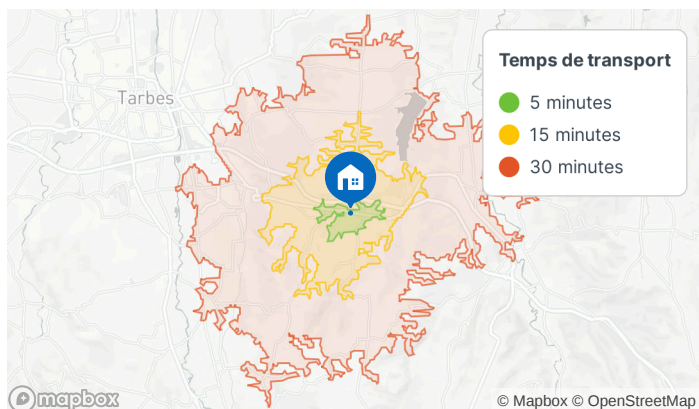 Temps de transport
5 minutes
15 minutes
30 minutes
Tarbes
mapbox
© Mapbox © OpenStreetMap